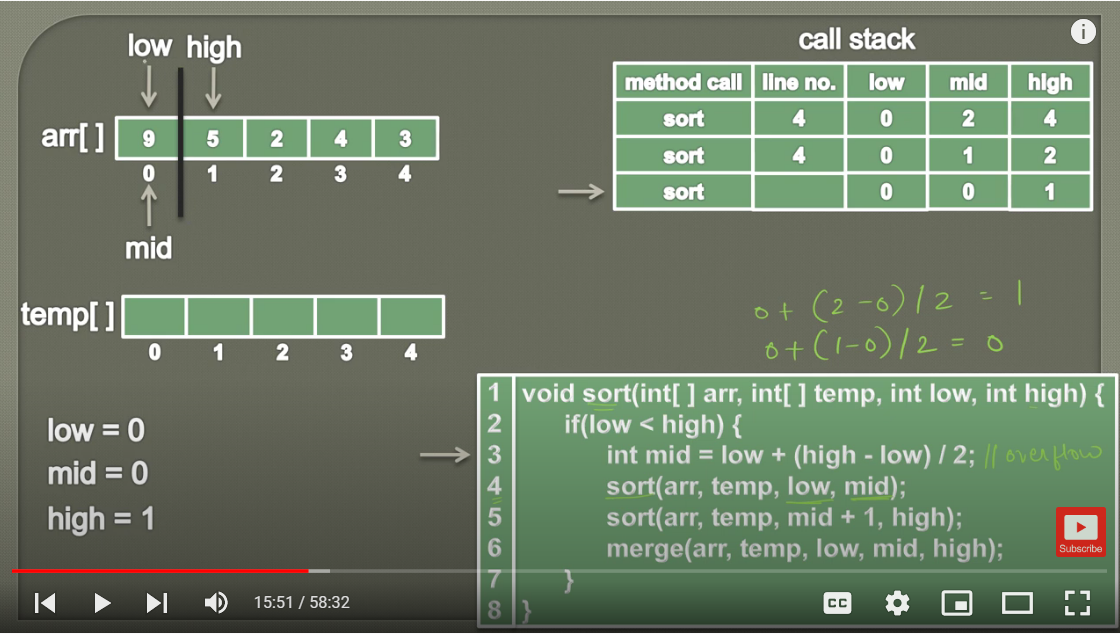 low high
arr[ ] 9 5 2 4 3
0 1 2 3 4
mid
call stack
method call line no. low mid high
sort 4 0 2 4
sort 4 0 1 2
sort 0 0 1
temp[ ]
0 1 2 3 4
0 + (2 - 0) / 2 = 1
0 + (1 - 0) / 2 = 0
low = 0
mid = 0
high = 1
1 void sort(int[ ] arr, int[ ] temp, int low, int high) {
2 if(low < high) {
3 int mid = low + (high - low) / 2; // overflow
4 sort(arr, temp, low, mid);
5 sort(arr, temp, mid + 1, high);
6 merge(arr, temp, low, mid, high);
7 }
8 }
Subscribe
15:51 / 58:32
CC
i